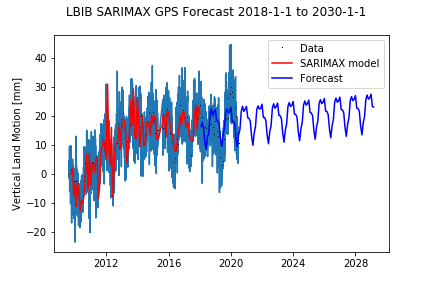 LBIB SARIMAX GPS Forecast 2018-1-1 to 2030-1-1
Data
SARIMAX model
Forecast
Vertical Land Motion [mm]
40
30
20
10
0
−10
−20
2012 2016 2020 2024 2028